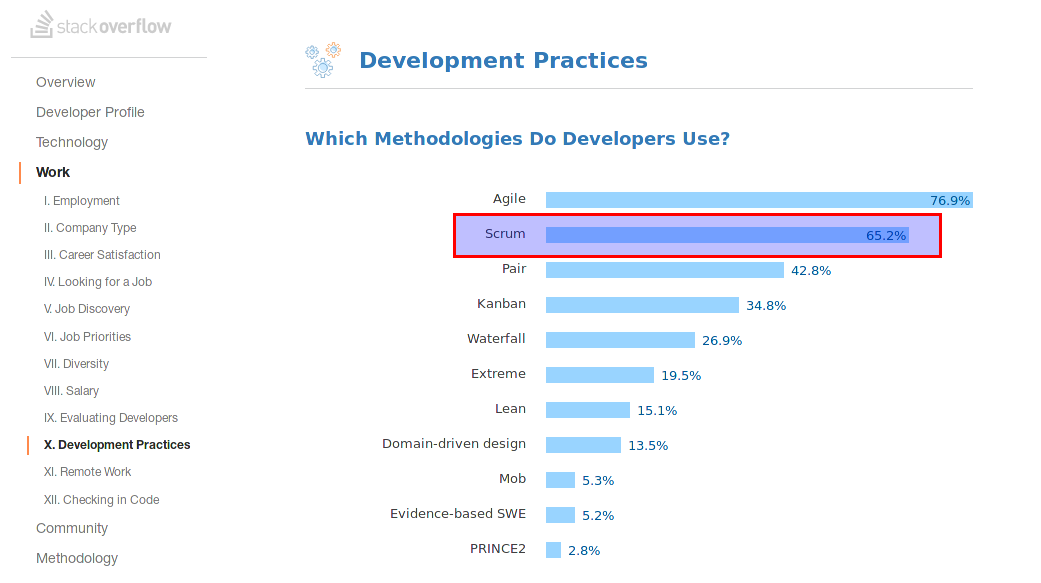 stackoverflow
Overview
Developer Profile
Technology
Work
I. Employment
II. Company Type
III. Career Satisfaction
IV. Looking for a Job
V. Job Discovery
VI. Job Priorities
VII. Diversity
VIII. Salary
IX. Evaluating Developers
X. Development Practices
XI. Remote Work
XII. Checking in Code
Community
Methodology
Development Practices
Which Methodologies Do Developers Use?
Agile 76.9%
Scrum 65.2%
Pair 42.8%
Kanban 34.8%
Waterfall 26.9%
Extreme 19.5%
Lean 15.1%
Domain-driven design 13.5%
Mob 5.3%
Evidence-based SWE 5.2%
PRINCE2 2.8%